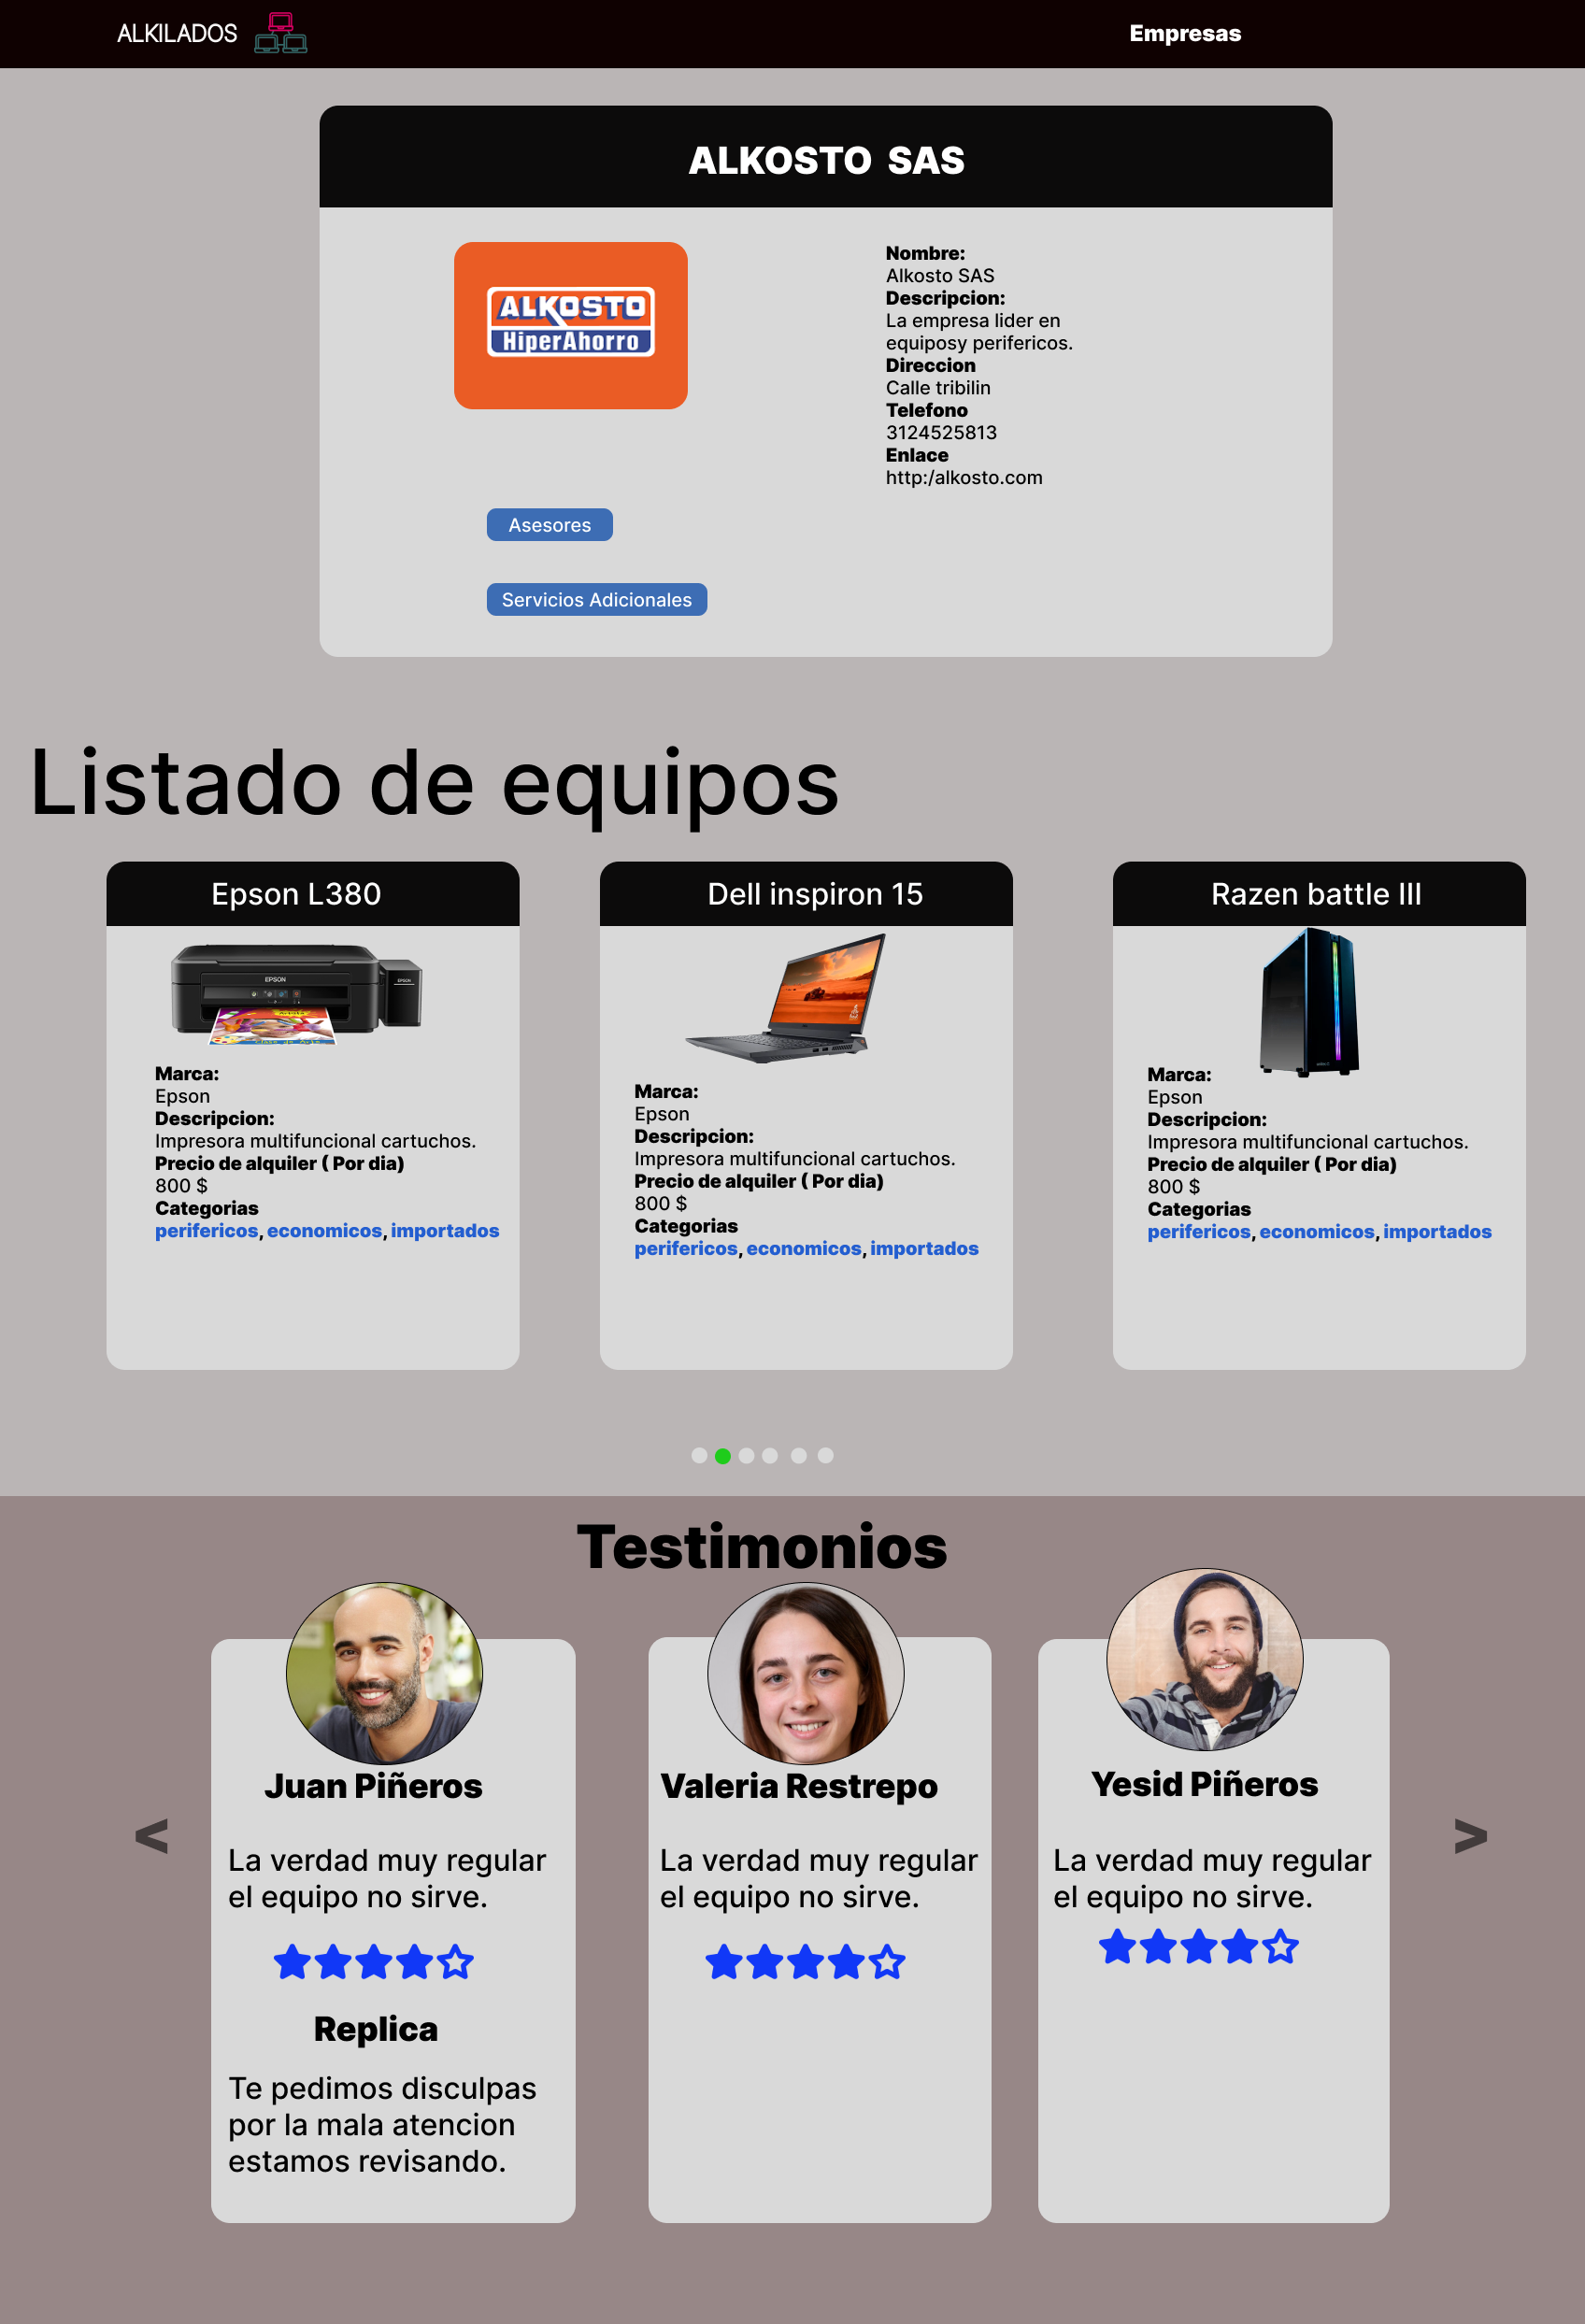 ALKILADOS
Empresas
ALKOSTO SAS
ALKOSTO
HiperAhorro
Nombre:
Alkosto SAS
Descripcion:
La empresa lider en
equiposy perifericos.
Direccion
Calle tribilin
Telefono
3124525813
Enlace
http:/alkosto.com
Asesores
Servicios Adicionales
Listado de equipos
Epson L380
EPSON
EPSON
Marca:
Epson
Descripcion:
Impresora multifuncional cartuchos.
Precio de alquiler ( Por dia)
800 $
Categorias
perifericos, economicos, importados
Dell inspiron 15
Marca:
Epson
Descripcion:
Impresora multifuncional cartuchos.
Precio de alquiler ( Por dia)
800 $
Categorias
perifericos, economicos, importados
Razen battle III
Marca:
Epson
Descripcion:
Impresora multifuncional cartuchos.
Precio de alquiler ( Por dia)
800 $
Categorias
perifericos, economicos, importados
Testimonios
<
Juan Piñeros
La verdad muy regular
el equipo no sirve.
Replica
Te pedimos disculpas
por la mala atencion
estamos revisando.
Valeria Restrepo
La verdad muy regular
el equipo no sirve.
Yesid Piñeros
La verdad muy regular
el equipo no sirve.
>